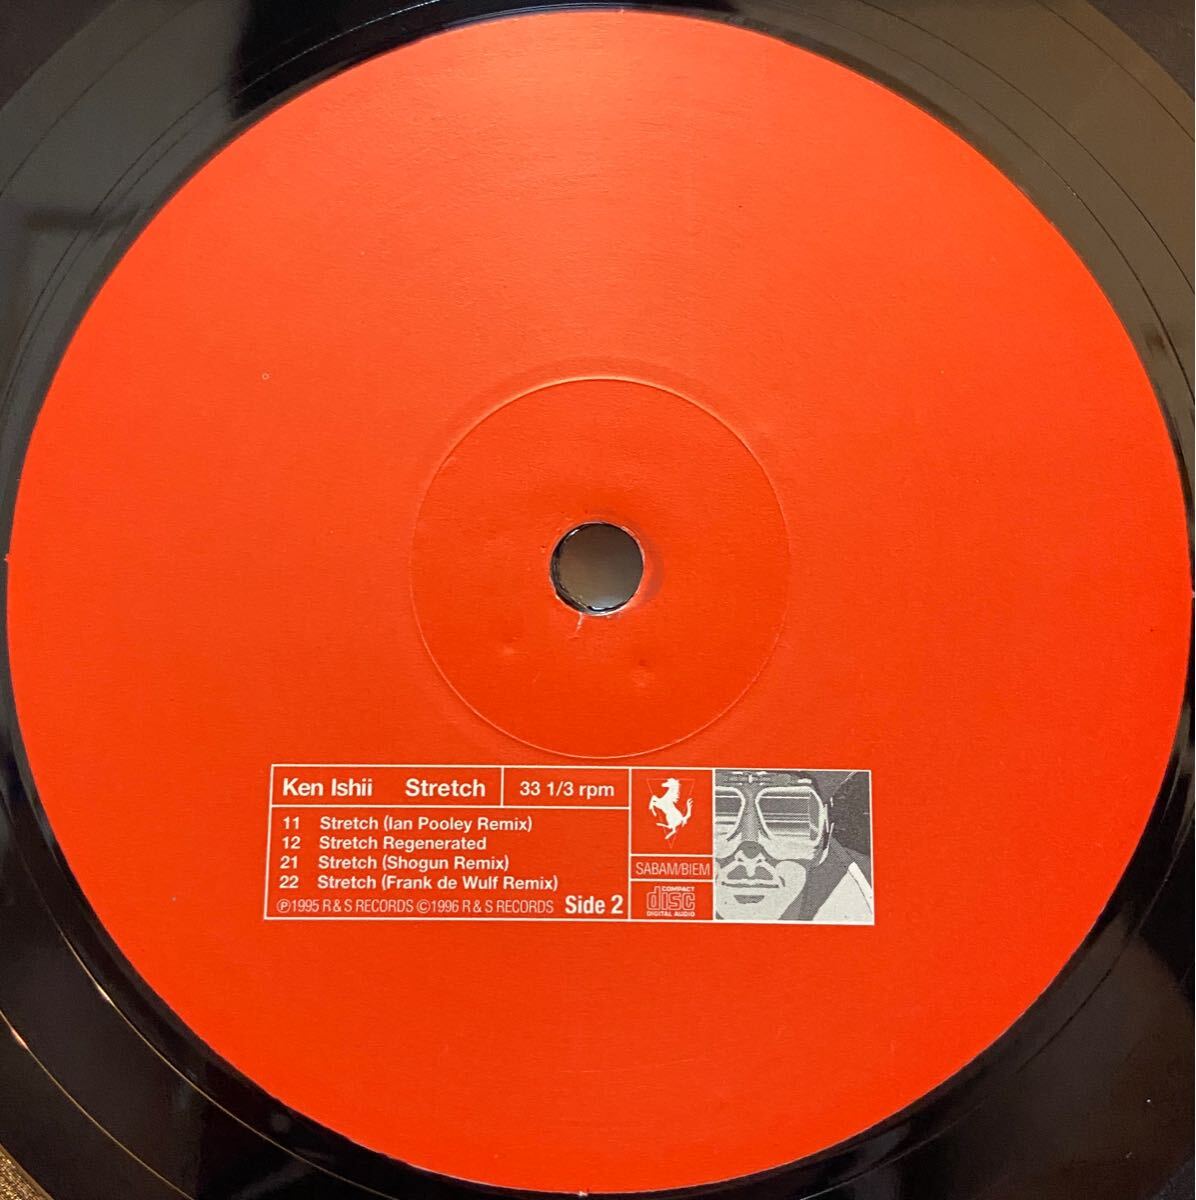 Ken Ishii Stretch 33 1/3 rpm
11 Stretch (Ian Pooley Remix)
12 Stretch Regenerated
21 Stretch (Shogun Remix)
22 Stretch (Frank de Wulf Remix)
℗1995 R & S RECORDS ©1996 R & S RECORDS Side 2
SABAM/BIEM
COMPACT
disc
DIGITAL AUDIO